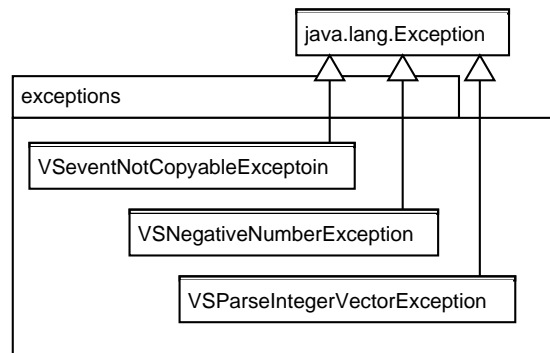 java.lang.Exception
exceptions
VSeventNotCopyableExceptoin
VSNegativeNumberException
VSParseIntegerVectorException